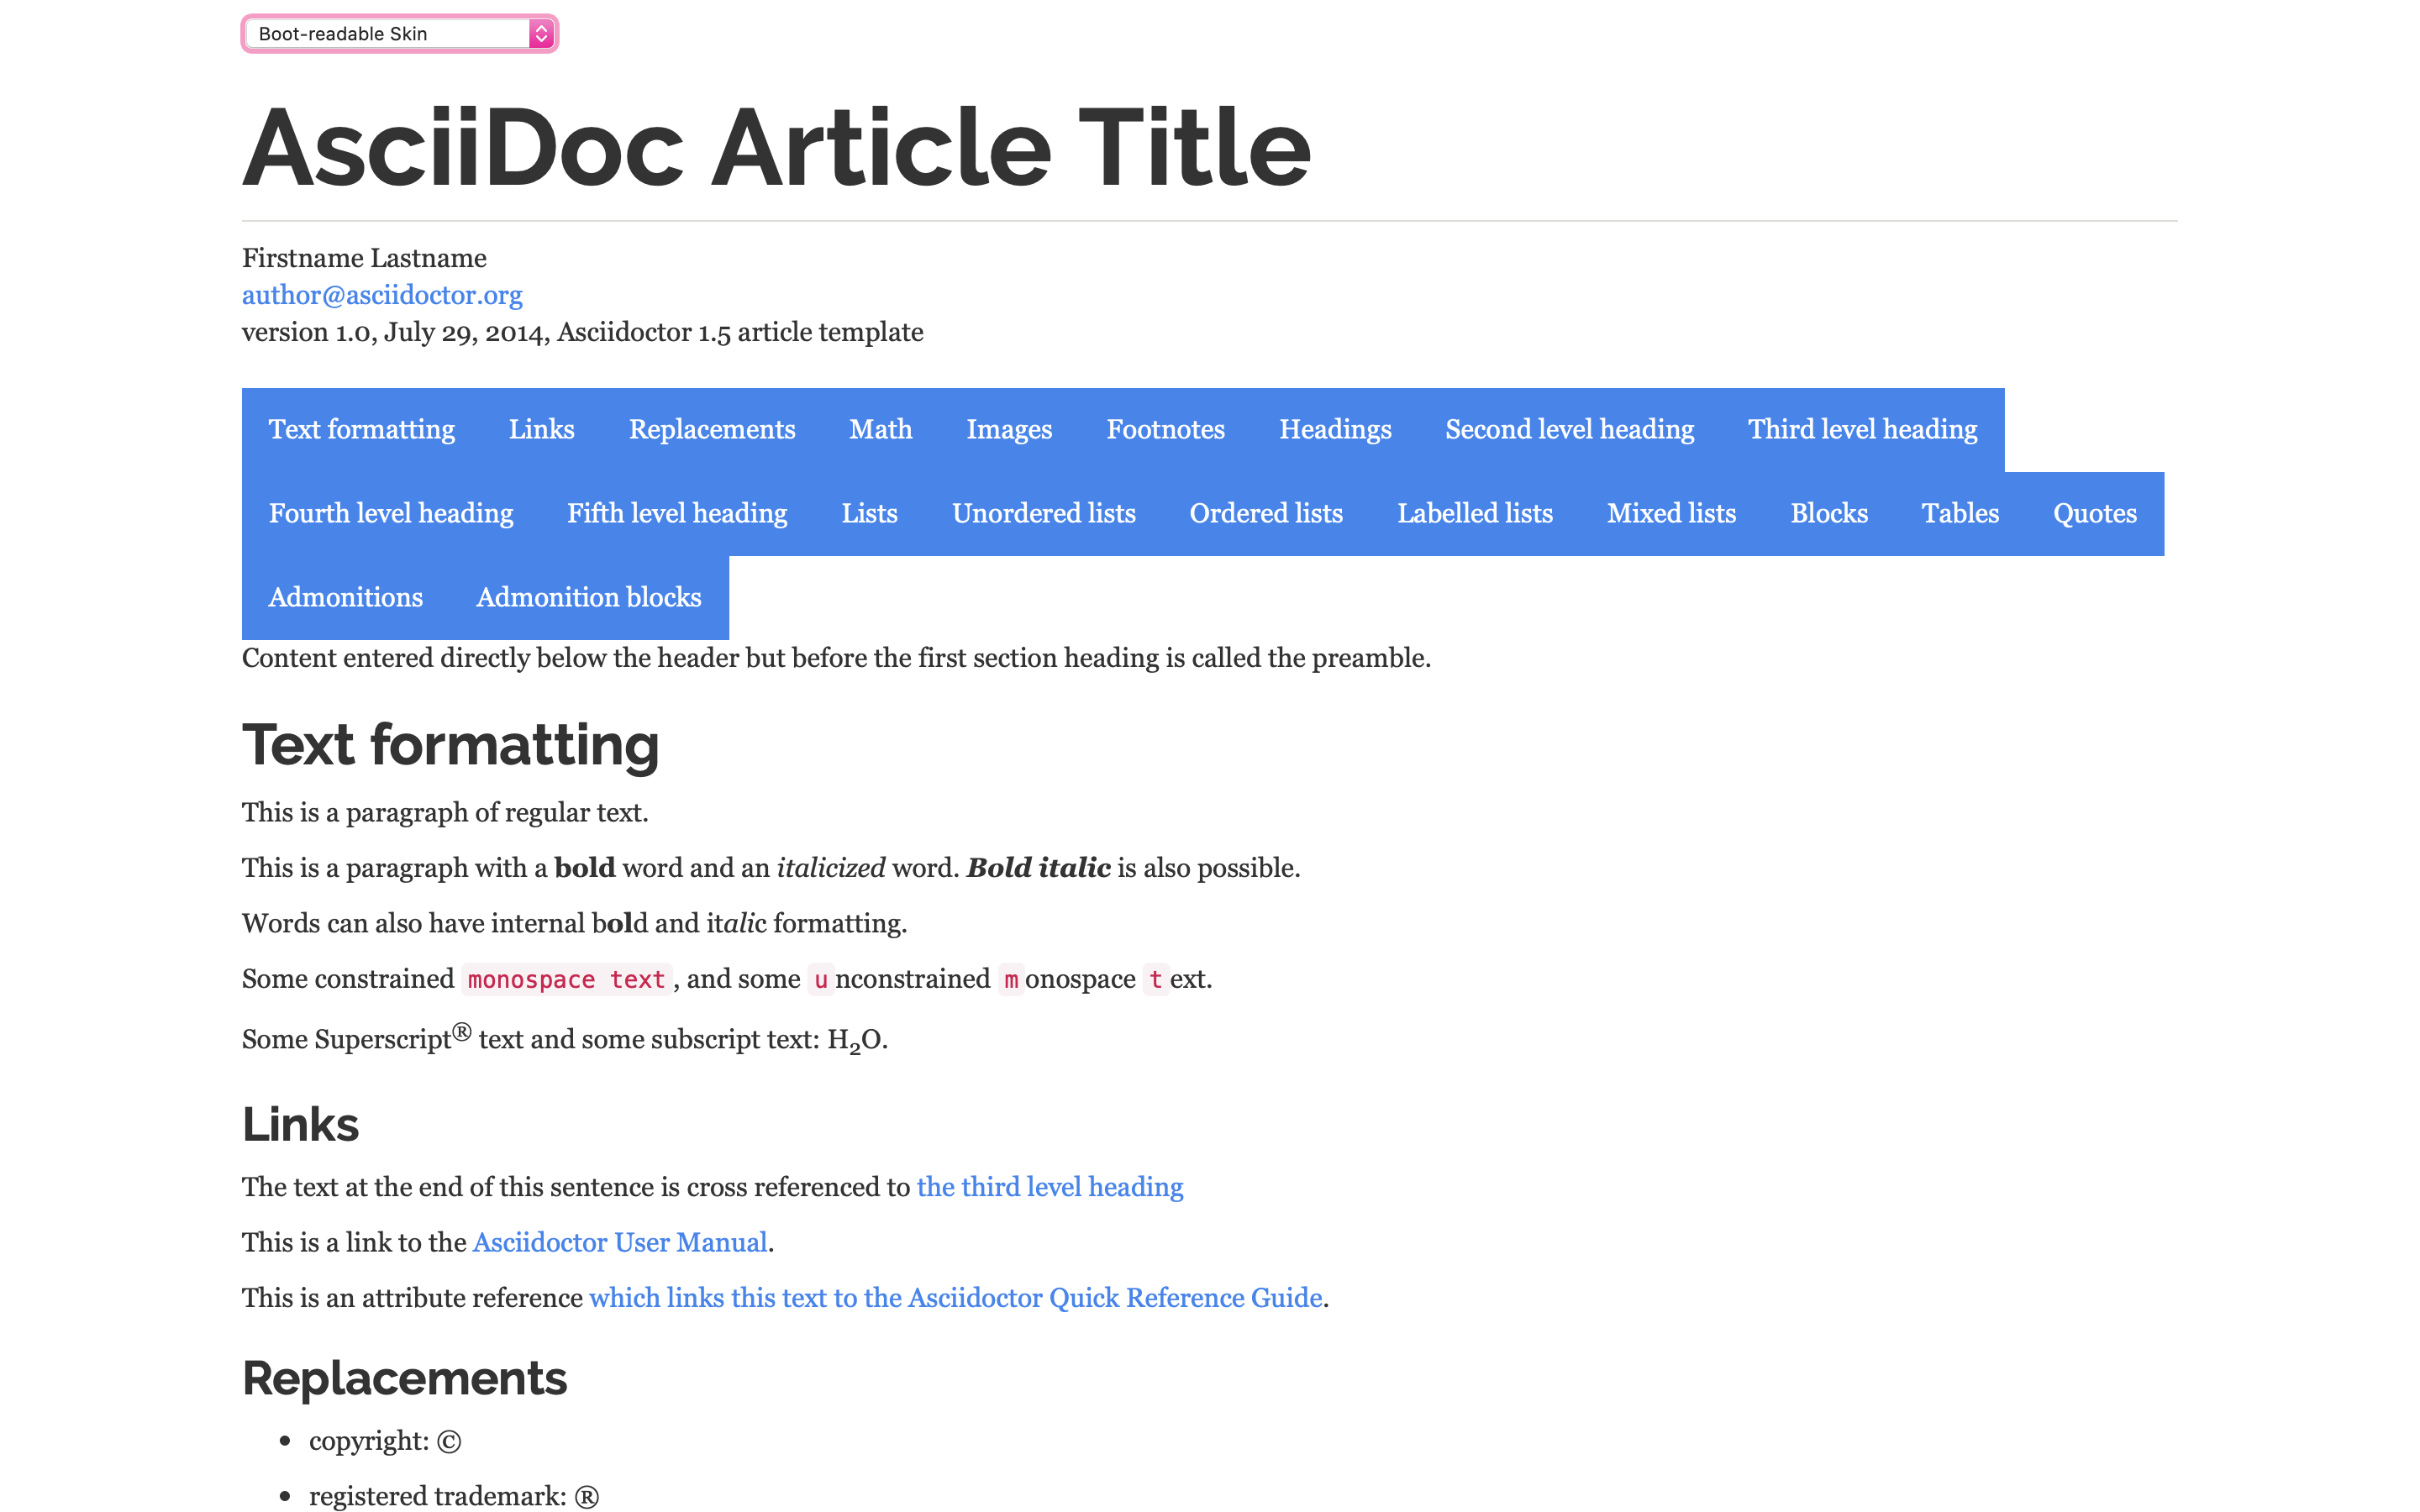 Boot-readable Skin
AsciiDoc Article Title
Firstname Lastname
author@asciidoctor.org
version 1.0, July 29, 2014, Asciidoctor 1.5 article template
Text formatting Links Replacements Math Images Footnotes Headings Second level heading Third level heading
Fourth level heading Fifth level heading Lists Unordered lists Ordered lists Labelled lists Mixed lists Blocks Tables Quotes
Admonitions Admonition blocks
Content entered directly below the header but before the first section heading is called the preamble.
Text formatting
This is a paragraph of regular text.
This is a paragraph with a bold word and an italicized word. Bold italic is also possible.
Words can also have internal bold and italic formatting.
Some constrained monospace text, and some unconstrained monospace text.
Some Superscript® text and some subscript text: H₂O.
Links
The text at the end of this sentence is cross referenced to the third level heading
This is a link to the Asciidoctor User Manual.
This is an attribute reference which links this text to the Asciidoctor Quick Reference Guide.
Replacements
• copyright: ©
• registered trademark: ®